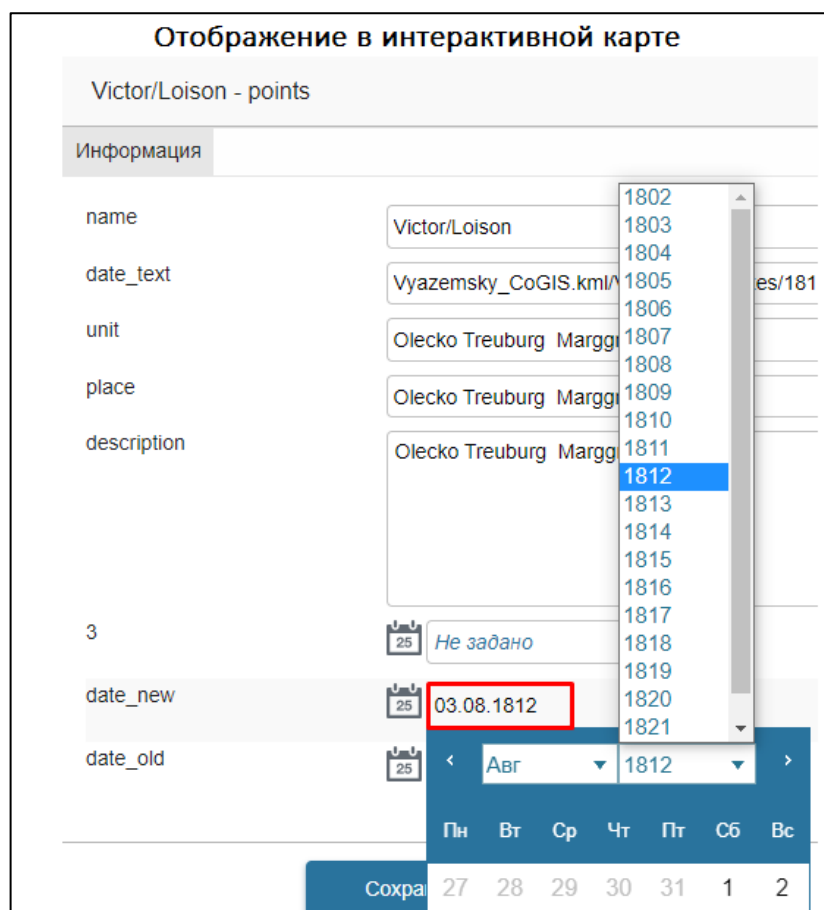 Отображение в интерактивной карте
Victor/Loison - points
Информация
name
Victor/Loison
date_text
Vyazemsky_CoGIS.kml/
es/181
unit
Olecko Treuburg Marggr
place
Olecko Treuburg Marggr
description
Olecko Treuburg Marggr
1802
1803
1804
1805
1806
1807
1808
1809
1810
1811
1812
1813
1814
1815
1816
1817
1818
1819
1820
1821
3
25
Не задано
date_new
25
03.08.1812
date_old
25
Авг
1812
Пн Вт Ср Чт Пт Сб Вс
27 28 29 30 31 1 2
Сохра